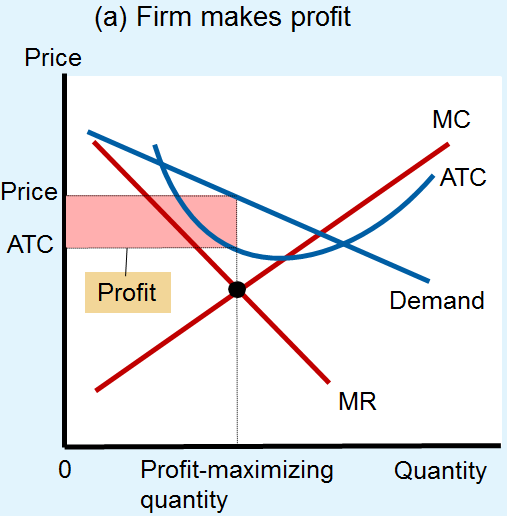 (a) Firm makes profit
Price
MC
ATC
Price
ATC
Profit
Demand
MR
0
Profit-maximizing
quantity
Quantity